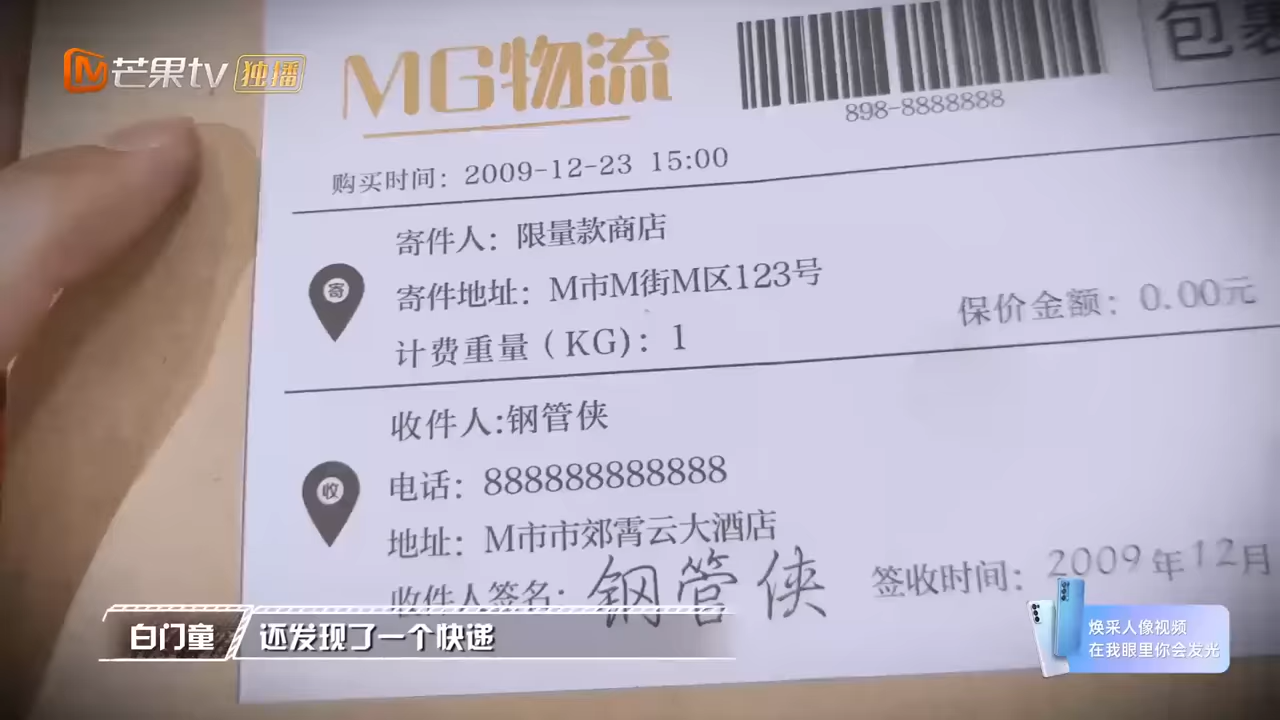 芒果tv 独播
MG物流
898-8888888
包裹
购买时间：2009-12-23 15:00
寄
寄件人：限量款商店
寄件地址：M市M街M区123号
计费重量（KG）：1
保价金额：0.00元
收
收件人:钢管侠
电话：888888888888
地址：M市市郊霄云大酒店
收件人签名：钢管侠
签收时间：2009年12月
白门童 还发现了一个快递
焕采人像视频
在我眼里你会发光